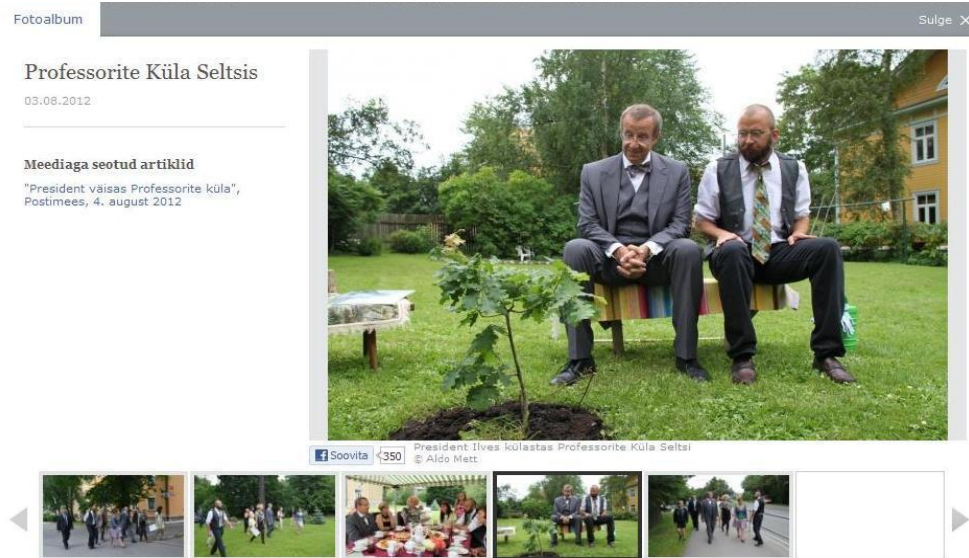 Fotoalbum
Sulge X
Professorite Küla Seltsis
03.08.2012
Meediaga seotud artiklid
"President väisas Professorite küla",
Postimees, 4. august 2012
Soovita 350
President Ilves külastas Professorite Küla Seltsi
© Aldo Mett